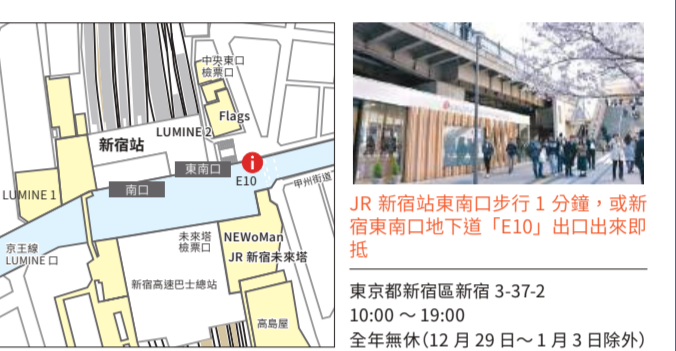 中央東口
檢票口
Flags
LUMINE 2
新宿站
東南口
E10
甲州街道
南口
LUMINE 1
京王線
LUMINE 口
未來塔
檢票口
NEWoMan
JR 新宿未來塔
新宿高速巴士總站
高島屋
JR 新宿站東南口步行 1 分鐘，或新
宿東南口地下道「E10」出口出來即
抵
東京都新宿區新宿 3-37-2
10:00 ～ 19:00
全年無休（12 月 29 日～ 1 月 3 日除外）